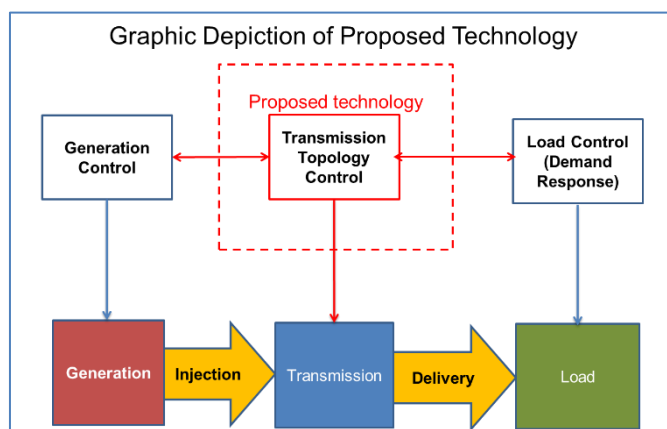 Graphic Depiction of Proposed Technology
Proposed technology
Generation
Control
Transmission
Topology
Control
Load Control
(Demand
Response)
Generation
Injection
Transmission
Delivery
Load